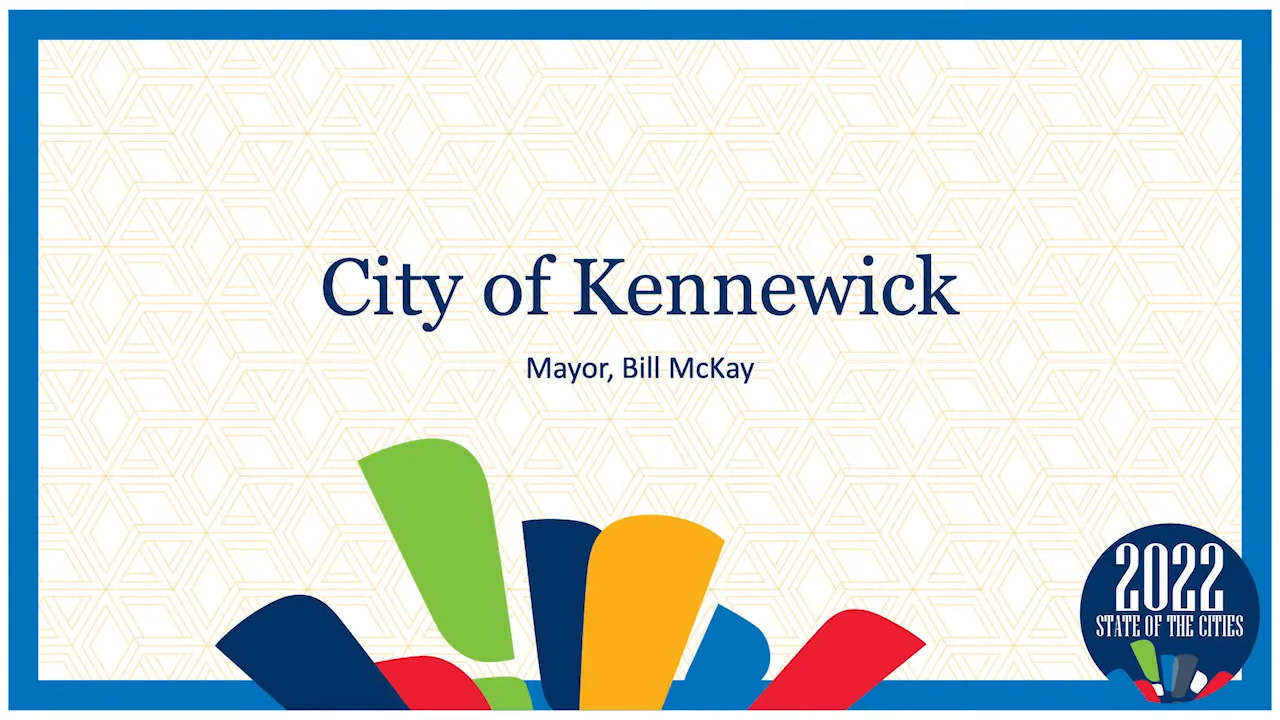 City of Kennewick
Mayor, Bill McKay
2022
STATE OF THE CITIES